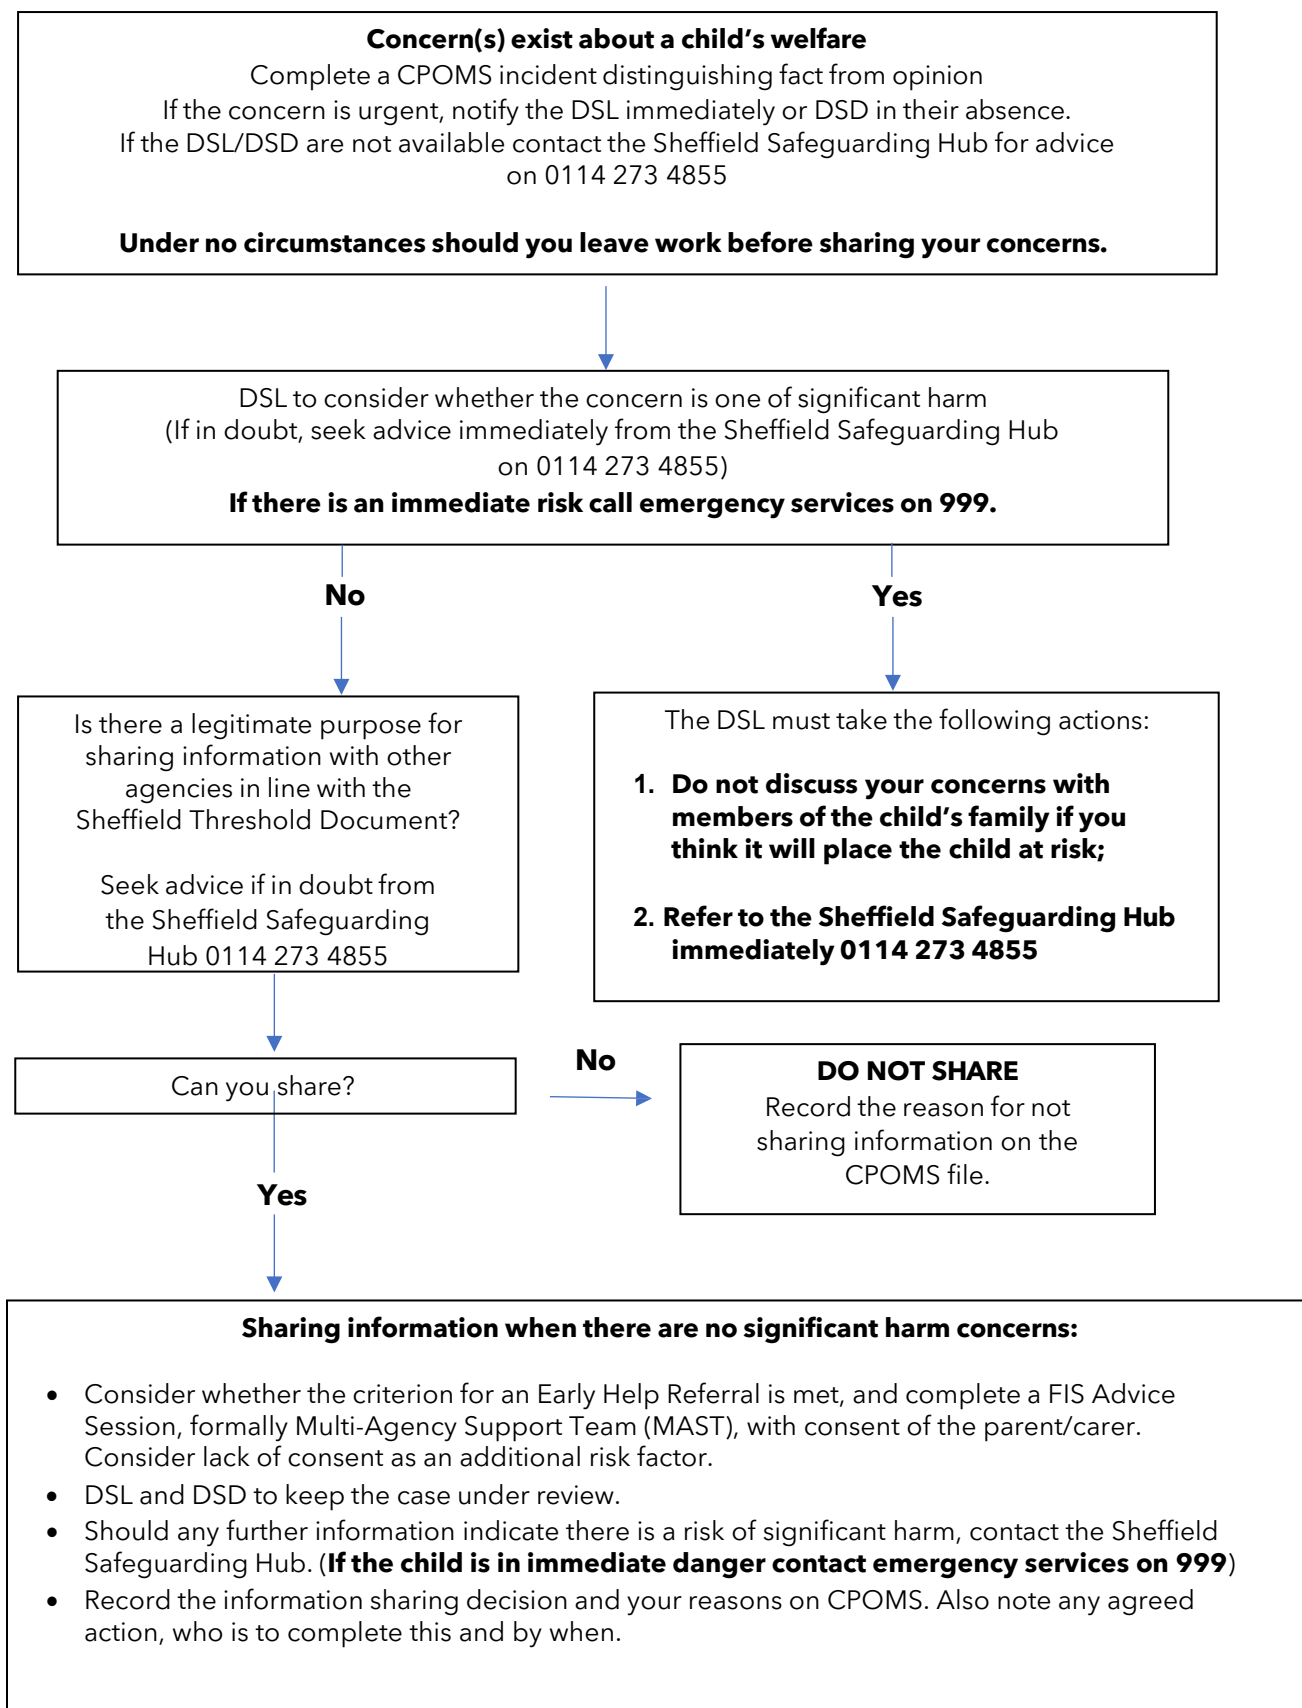 Concern(s) exist about a child's welfare
Complete a CPOMS incident distinguishing fact from opinion
If the concern is urgent, notify the DSL immediately or DSD in their absence.
If the DSL/DSD are not available contact the Sheffield Safeguarding Hub for advice
on 0114 273 4855
Under no circumstances should you leave work before sharing your concerns.
DSL to consider whether the concern is one of significant harm
(If in doubt, seek advice immediately from the Sheffield Safeguarding Hub
on 0114 273 4855)
If there is an immediate risk call emergency services on 999.
No
Yes
Is there a legitimate purpose for
sharing information with other
agencies in line with the
Sheffield Threshold Document?
Seek advice if in doubt from
the Sheffield Safeguarding
Hub 0114 273 4855
The DSL must take the following actions:
1. Do not discuss your concerns with
members of the child's family if you
think it will place the child at risk;
2. Refer to the Sheffield Safeguarding Hub
immediately 0114 273 4855
Can you share?
No
DO NOT SHARE
Record the reason for not
sharing information on the
CPOMS file.
Yes
Sharing information when there are no significant harm concerns:
• Consider whether the criterion for an Early Help Referral is met, and complete a FIS Advice
Session, formally Multi-Agency Support Team (MAST), with consent of the parent/carer.
Consider lack of consent as an additional risk factor.
• DSL and DSD to keep the case under review.
• Should any further information indicate there is a risk of significant harm, contact the Sheffield
Safeguarding Hub. (If the child is in immediate danger contact emergency services on 999)
• Record the information sharing decision and your reasons on CPOMS. Also note any agreed
action, who is to complete this and by when.